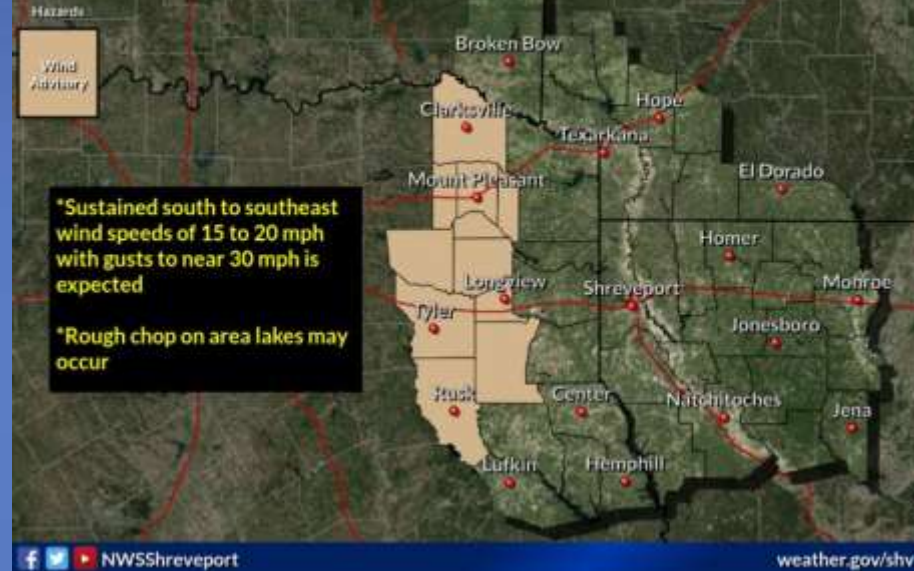 Hazards
Wind
Advisory
Broken Bow
Clarksville
Hope
Texarkana
El Dorado
Mount Pleasant
*Sustained south to southeast
wind speeds of 15 to 20 mph
with gusts to near 30 mph is
expected
*Rough chop on area lakes may
occur
Homer
Longview
Shreveport
Monroe
Tyler
Jonesboro
Rusk
Center
Natchitoches
Jena
Lufkin
Hemphill
NWSShreveport
weather.gov/shv